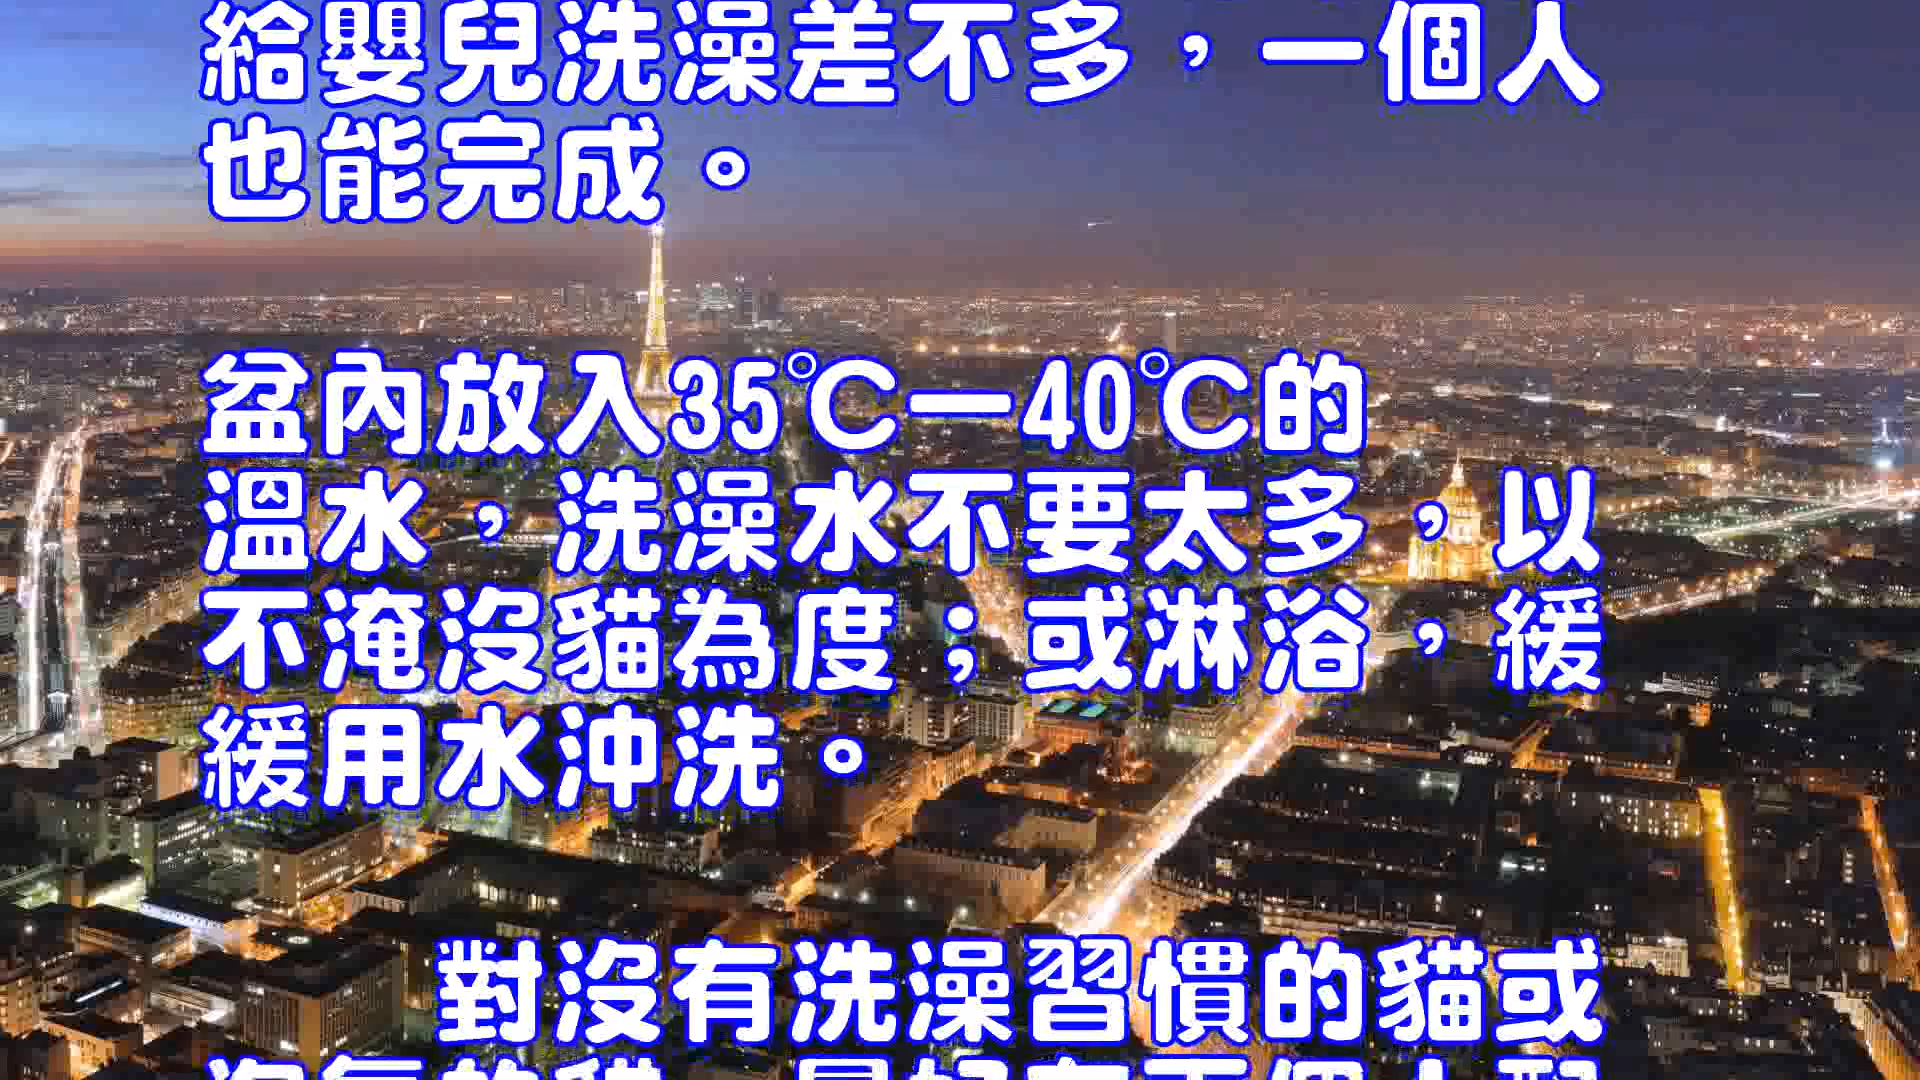 給嬰兒洗澡差不多，一個人
也能完成。
盆內放入35℃—40℃的
溫水，洗澡水不要太多，以
不淹沒貓為度；或淋浴，緩
緩用水沖洗。
對沒有洗澡習慣的貓或